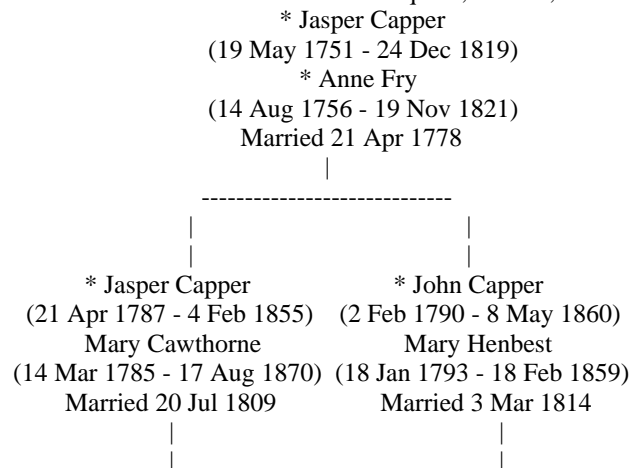 * Jasper Capper
(19 May 1751 - 24 Dec 1819)
* Anne Fry
(14 Aug 1756 - 19 Nov 1821)
Married 21 Apr 1778
|
-----------------------------
| |
| |
* Jasper Capper * John Capper
(21 Apr 1787 - 4 Feb 1855) (2 Feb 1790 - 8 May 1860)
Mary Cawthorne Mary Henbest
(14 Mar 1785 - 17 Aug 1870) (18 Jan 1793 - 18 Feb 1859)
Married 20 Jul 1809 Married 3 Mar 1814
| |
| |